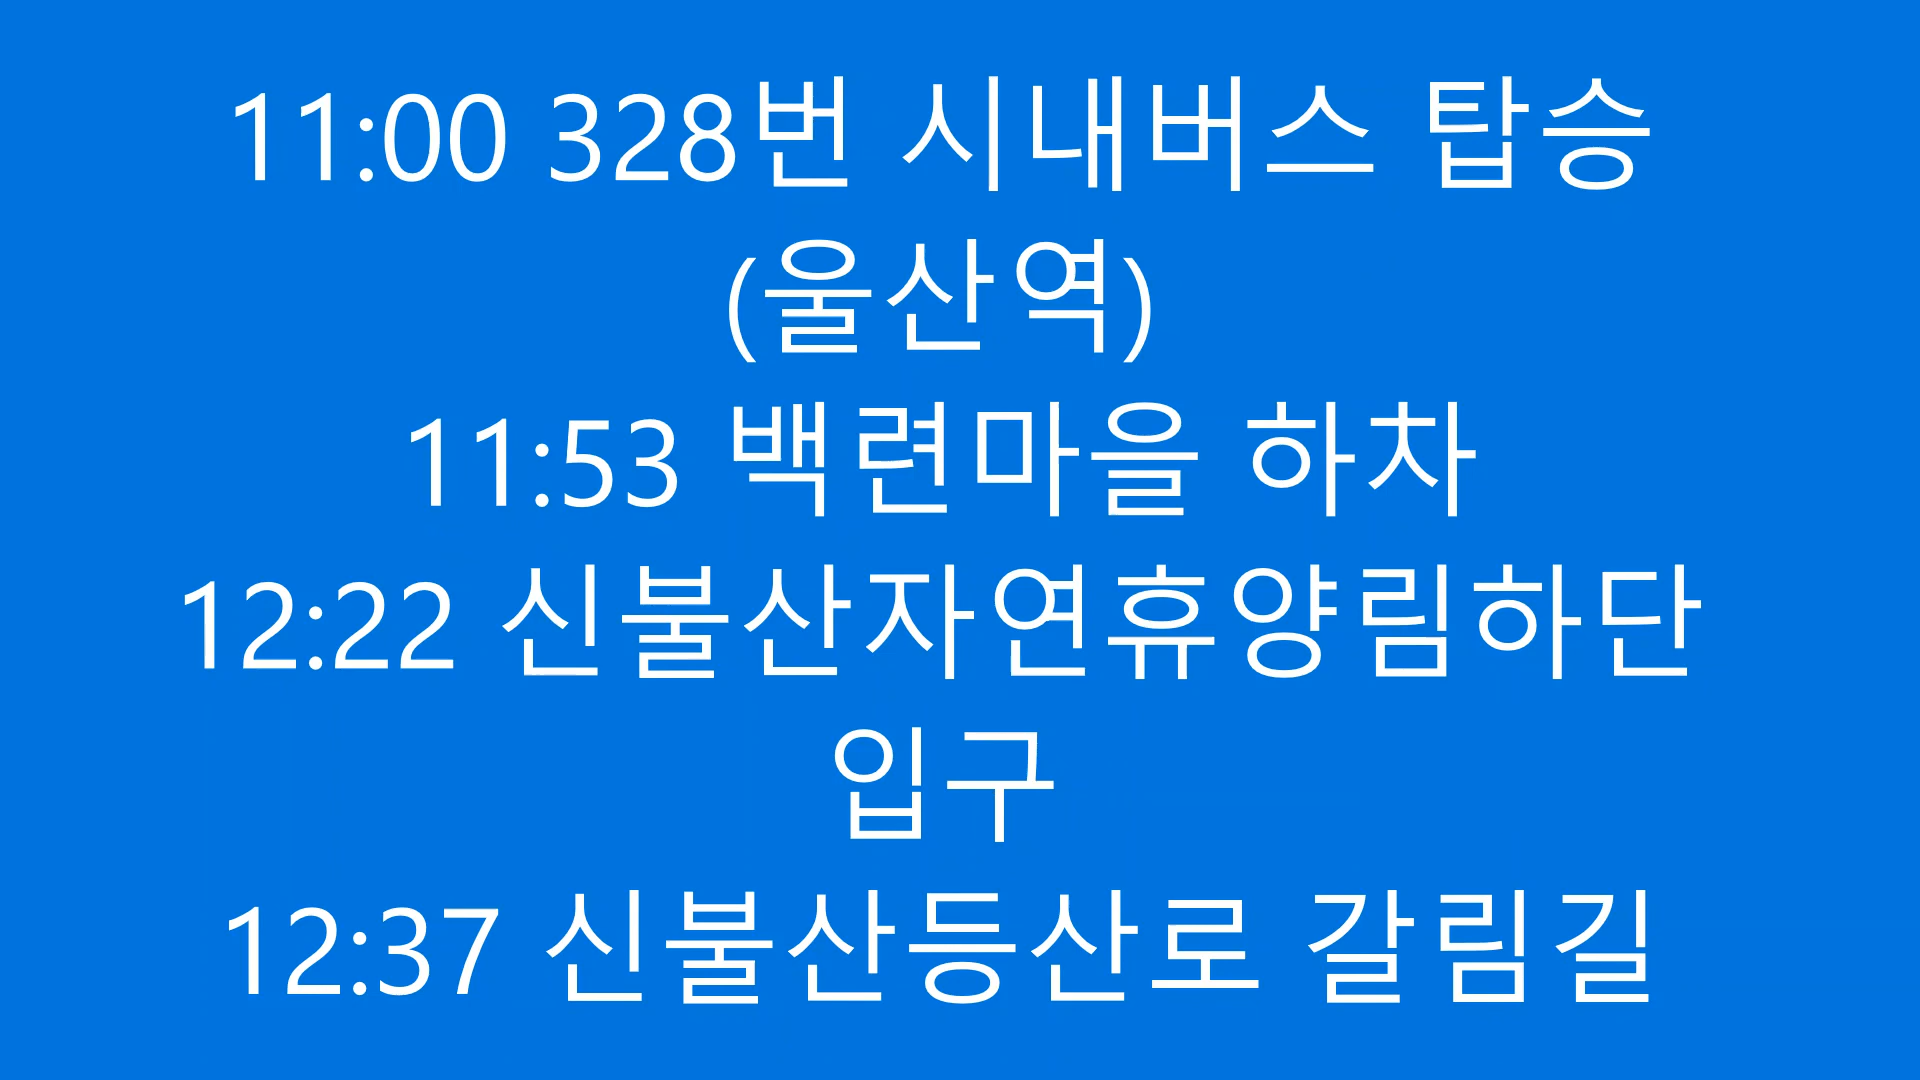 11:00 328번 시내버스 탑승
(울산역)
11:53 백련마을 하차
12:22 신불산자연휴양림하단
입구
12:37 신불산등산로 갈림길